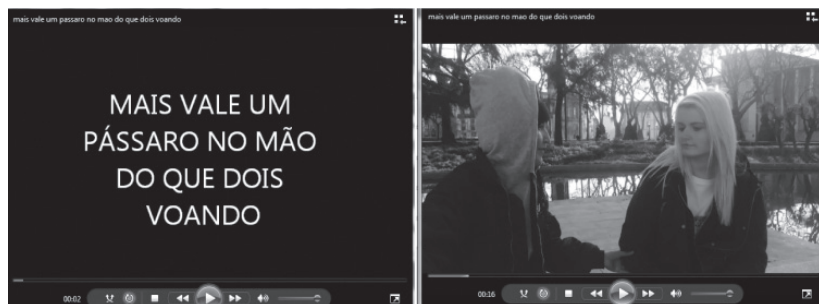 mais vale um passaro no mao do que dois voando
MAIS VALE UM
PÁSSARO NO MÃO
DO QUE DOIS
VOANDO
00:02
mais vale um passaro no mao do que dois voando
00:16